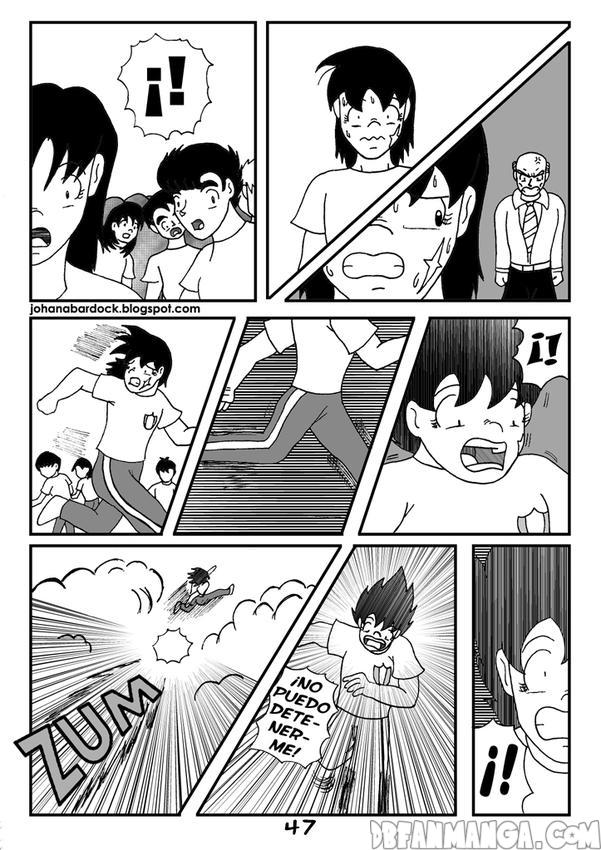 ¡!
johanabardock.blogspot.com
¡!
ZUM
¡NO
PUEDO
DETE-
NER-
ME!
¡!
47
DBFANMANGA.COM